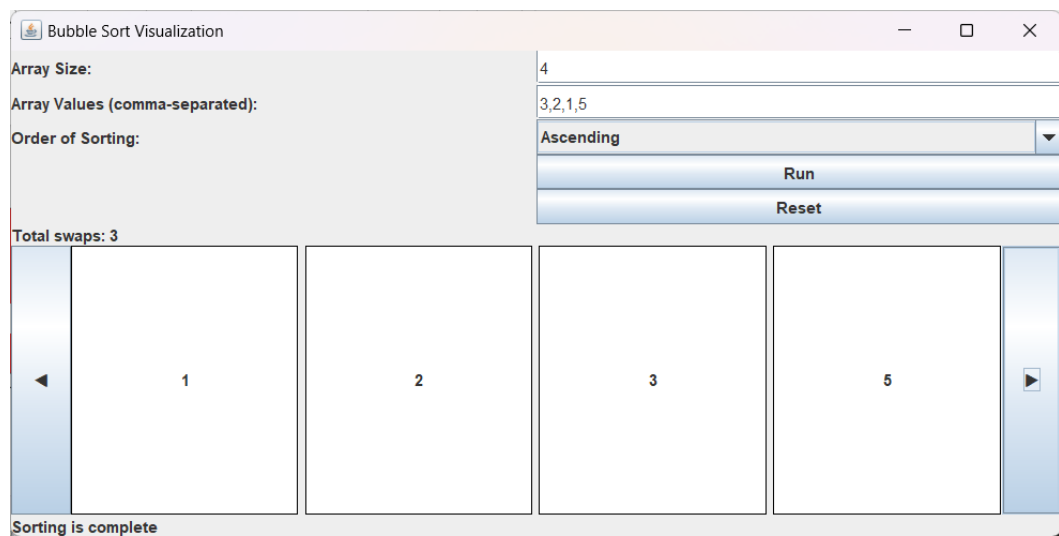 Bubble Sort Visualization
Array Size: 4
Array Values (comma-separated): 3,2,1,5
Order of Sorting: Ascending
Run
Reset
Total swaps: 3
1 2 3 5
Sorting is complete